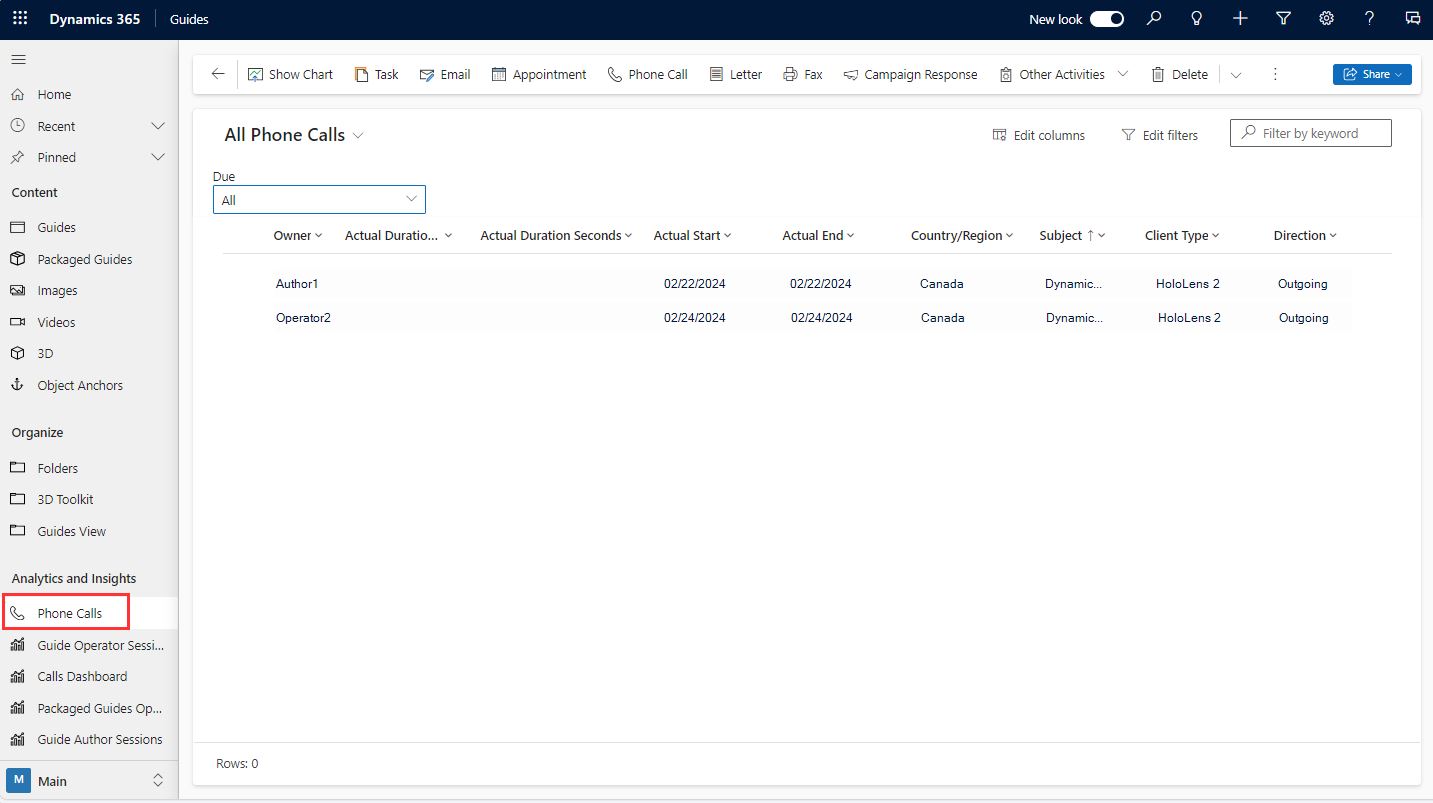 Dynamics 365 Guides New look
Home
Recent
Pinned
Content
Guides
Packaged Guides
Images
Videos
3D
Object Anchors
Organize
Folders
3D Toolkit
Guides View
Analytics and Insights
Phone Calls
Guide Operator Sessi...
Calls Dashboard
Packaged Guides Op...
Guide Author Sessions
M Main
Show Chart Task Email Appointment Phone Call Letter Fax Campaign Response Other Activities Delete Share
All Phone Calls Edit columns Edit filters Filter by keyword
Due
All
Owner Actual Duratio... Actual Duration Seconds Actual Start Actual End Country/Region Subject ↑ Client Type Direction
Author1 02/22/2024 02/22/2024 Canada Dynamic... HoloLens 2 Outgoing
Operator2 02/24/2024 02/24/2024 Canada Dynamic... HoloLens 2 Outgoing
Rows: 0